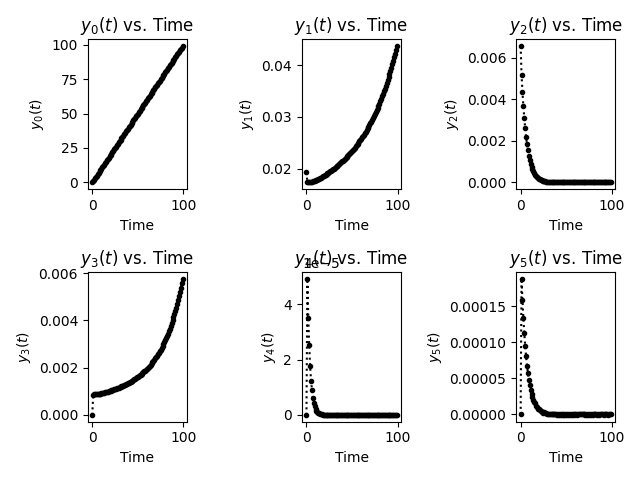 y₀(t) vs. Time
y₁(t) vs. Time
y₂(t) vs. Time
100
75
50
25
0
y₀(t)
0 100
Time
0.04
0.03
0.02
y₁(t)
0 100
Time
0.006
0.004
0.002
0.000
y₂(t)
0 100
Time
y₃(t) vs. Time
y₄(t) vs. Time
y₅(t) vs. Time
0.006
0.004
0.002
0.000
y₃(t)
0 100
Time
1e−5
4
2
0
y₄(t)
0 100
Time
0.00015
0.00010
0.00005
0.00000
y₅(t)
0 100
Time